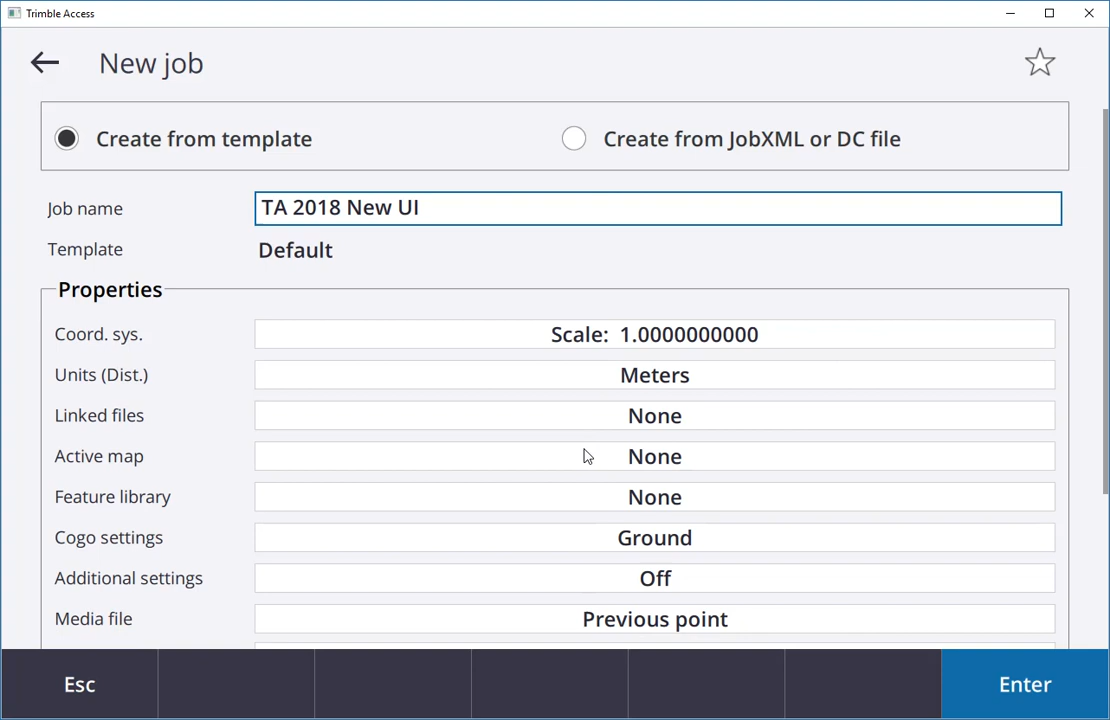 Trimble Access
New job
Create from template
Create from JobXML or DC file
Job name
TA 2018 New UI
Template
Default
Properties
Coord. sys.
Scale: 1.0000000000
Units (Dist.)
Meters
Linked files
None
Active map
None
Feature library
None
Cogo settings
Ground
Additional settings
Off
Media file
Previous point
Esc
Enter